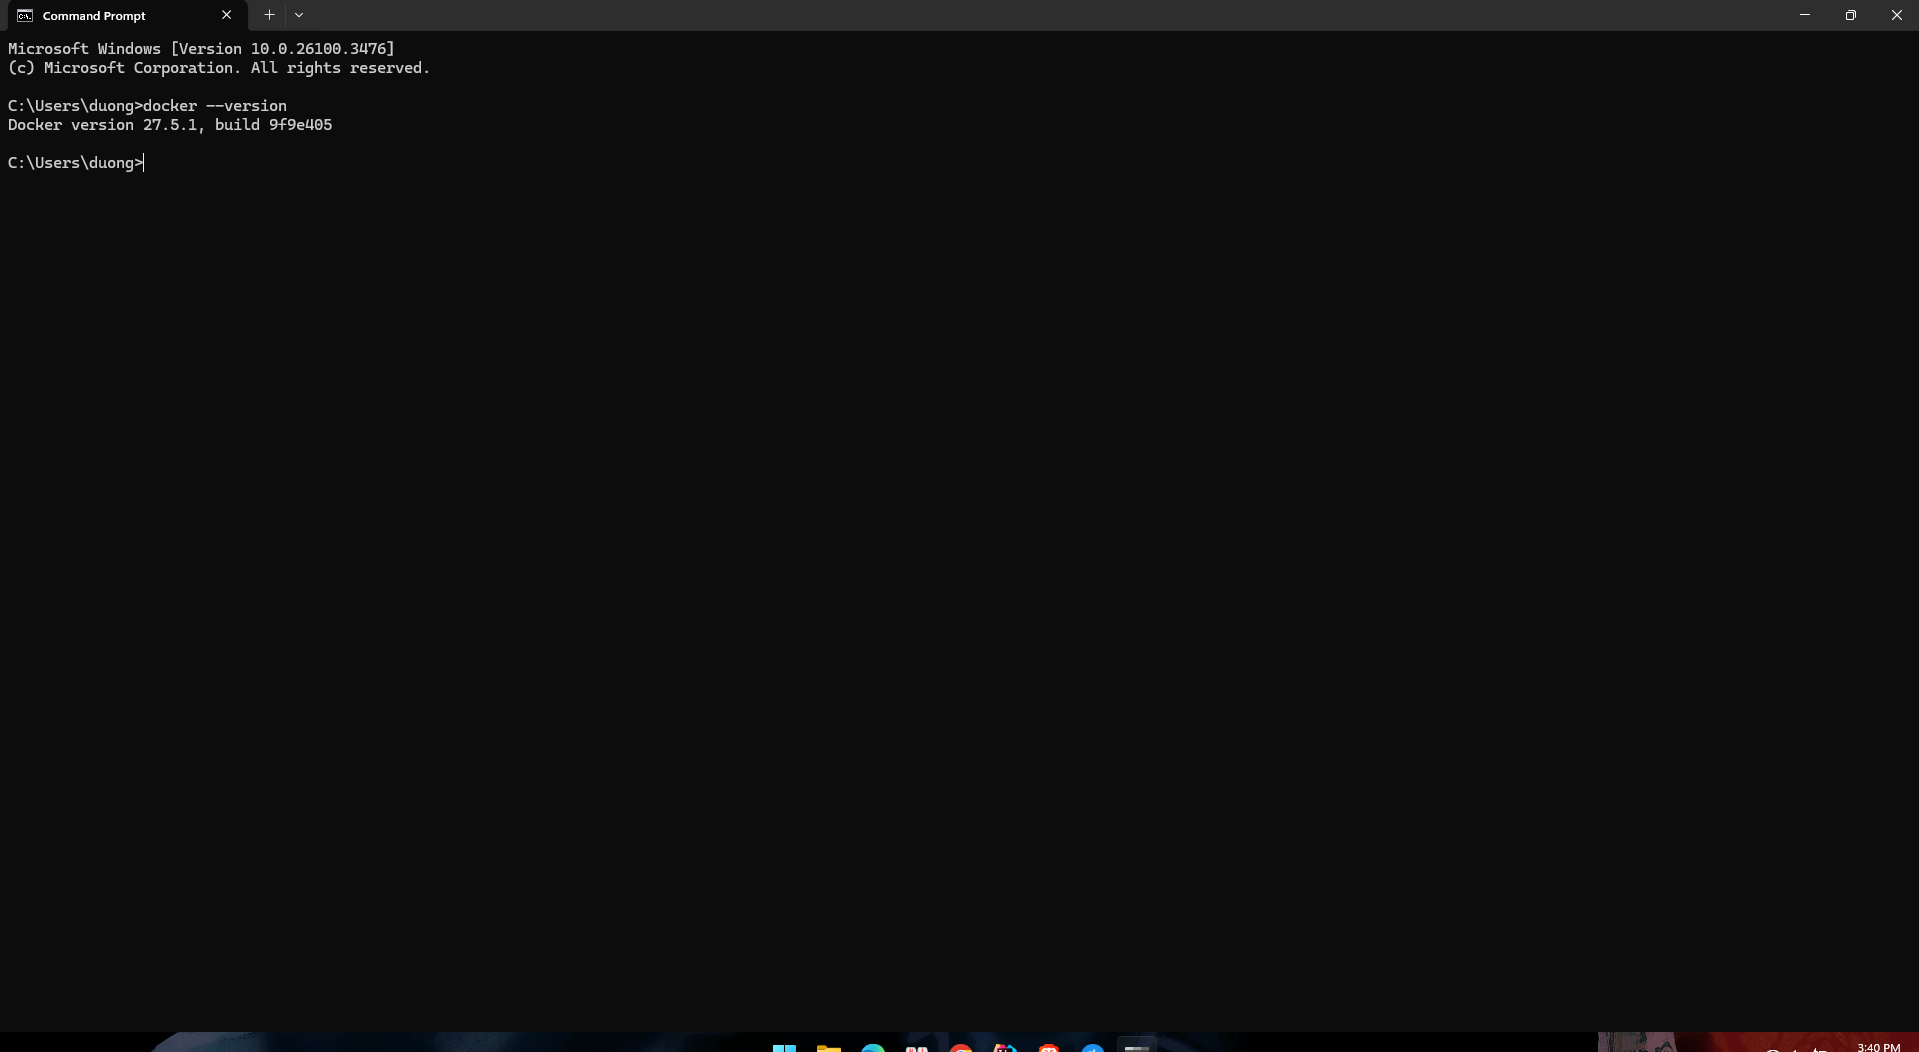 Command Prompt
Microsoft Windows [Version 10.0.26100.3476]
(c) Microsoft Corporation. All rights reserved.
C:\Users\duong>docker --version
Docker version 27.5.1, build 9f9e405
C:\Users\duong>
3:40 PM